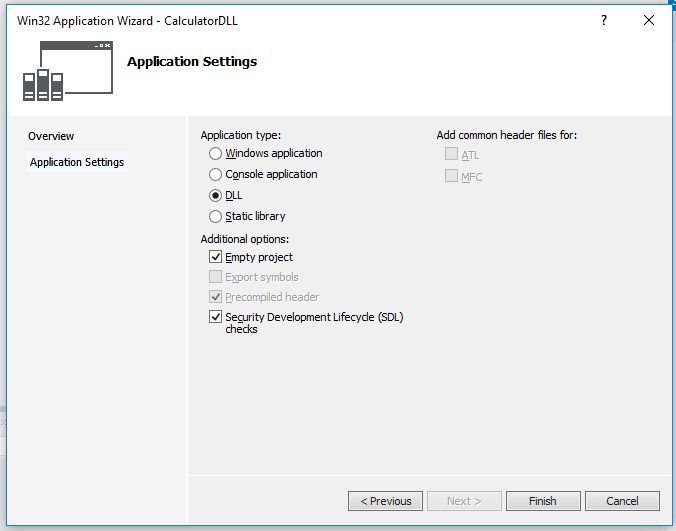 Win32 Application Wizard - CalculatorDLL
?
Application Settings
Overview
Application Settings
Application type:
Windows application
Console application
DLL
Static library
Additional options:
Empty project
Export symbols
Precompiled header
Security Development Lifecycle (SDL)
checks
Add common header files for:
ATL
MFC
< Previous
Next >
Finish
Cancel